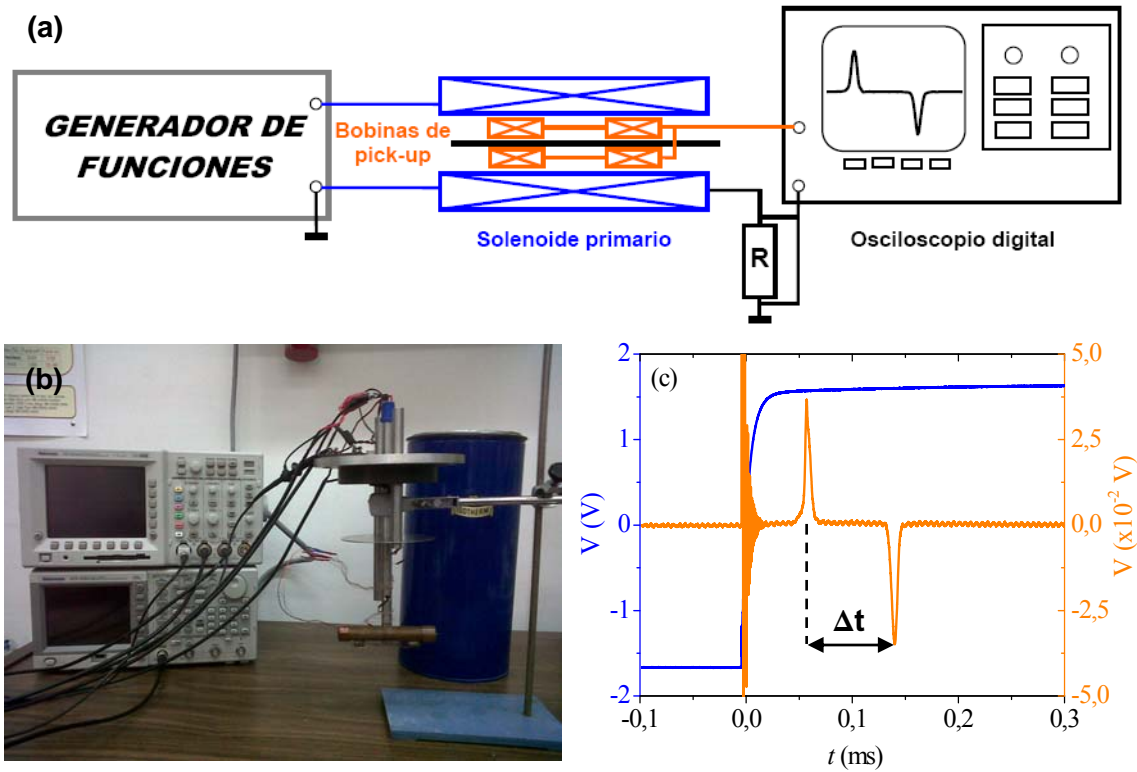 (a)
GENERADOR DE
FUNCIONES
Bobinas de
pick-up
Solenoide primario
R
Osciloscopio digital
(b)
(c)
2
1
0
-1
-2
V (V)
5,0
2,5
0,0
-2,5
-5,0
V (x10⁻² V)
Δt
-0,1
0,0
0,1
0,2
0,3
t (ms)